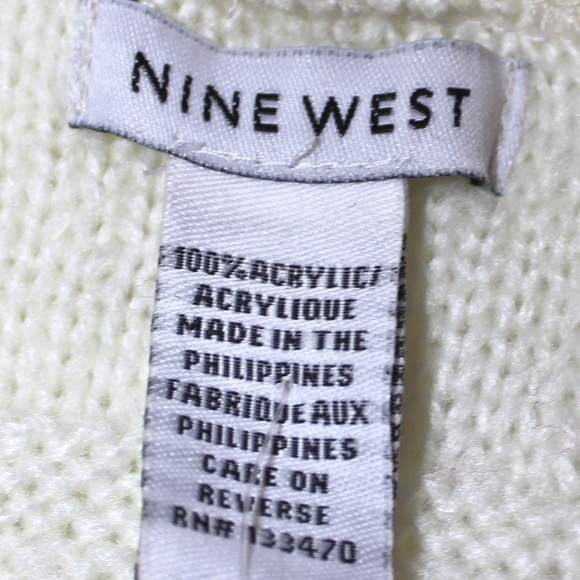 NINE WEST
100% ACRYLIC/
ACRYLIQUE
MADE IN THE
PHILIPPINES
FABRIQUE AUX
PHILIPPINES
CARE ON
REVERSE
RN# 133470